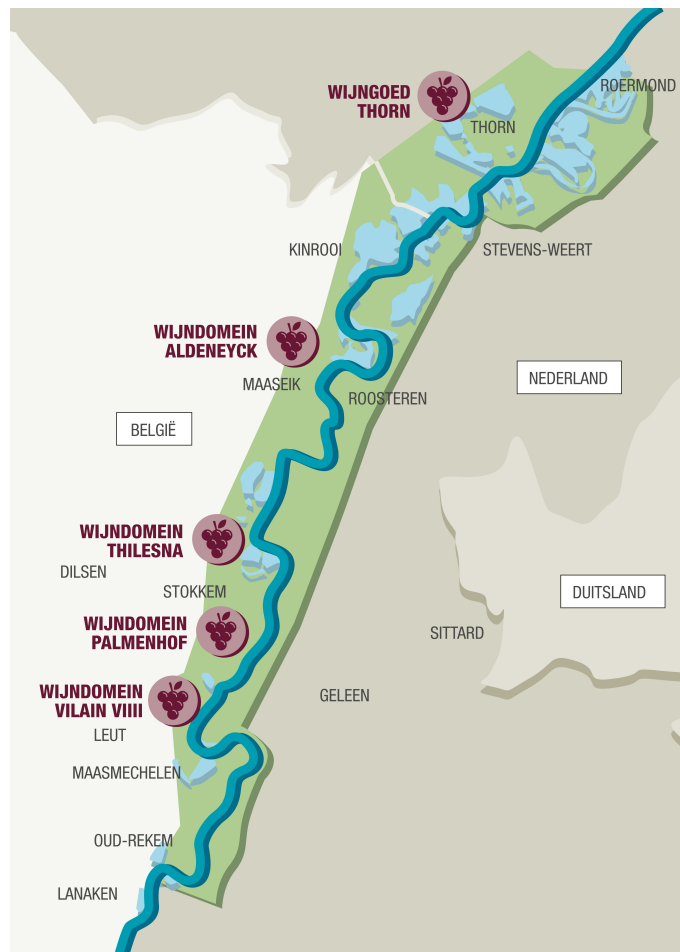 ROERMOND
WIJNGOED
THORN
THORN
KINROOI
STEVENS-WEERT
WIJNDOMEIN
ALDENEYCK
MAASEIK
ROOSTEREN
NEDERLAND
BELGIË
WIJNDOMEIN
THILESNA
DILSEN
STOKKEM
DUITSLAND
WIJNDOMEIN
PALMENHOF
SITTARD
WIJNDOMEIN
VILAIN VIIII
GELEEN
LEUT
MAASMECHELEN
OUD-REKEM
LANAKEN